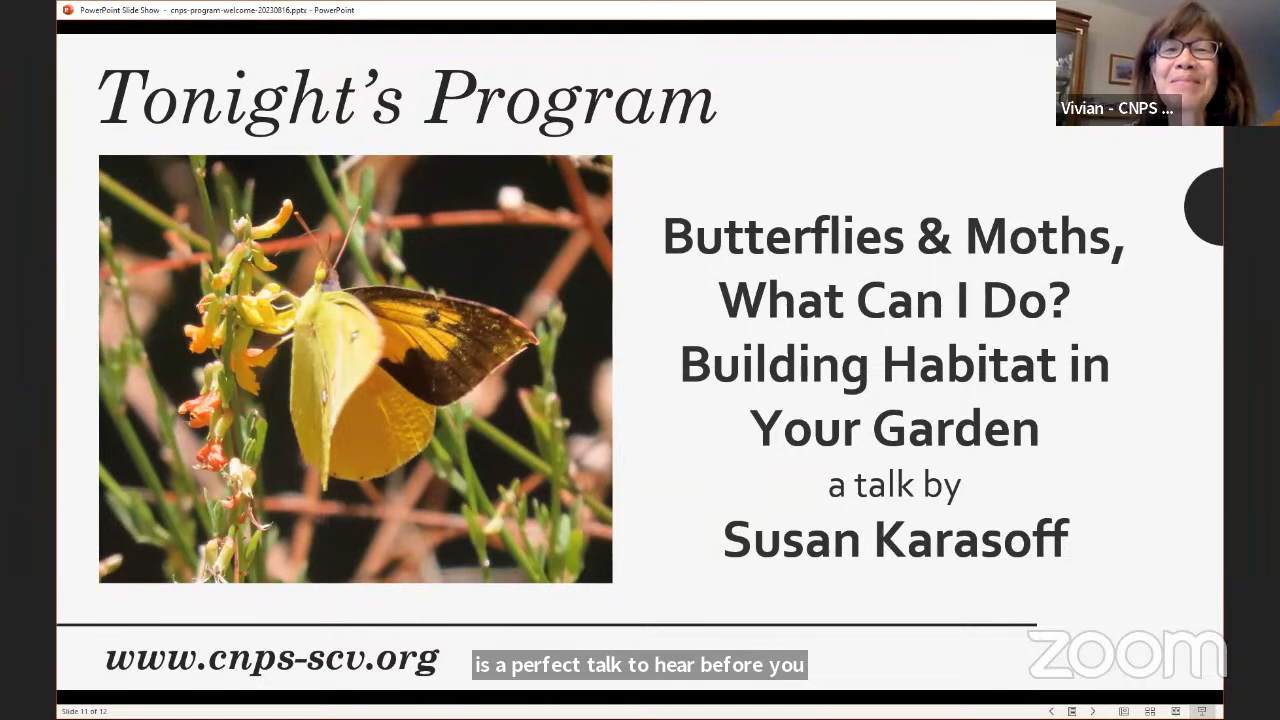 PowerPoint Slide Show - cnps-program-welcome-20230816.pptx - PowerPoint
Vivian - CNPS ...
Tonight's Program
Butterflies & Moths,
What Can I Do?
Building Habitat in
Your Garden
a talk by
Susan Karasoff
www.cnps-scv.org
is a perfect talk to hear before you
zoom
Slide 11 of 12